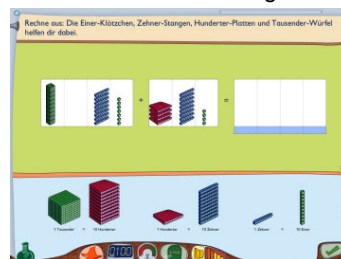 Rechne aus: Die Einer-Klötzchen, Zehner-Stangen, Hunderter-Platten und Tausender-Würfel
helfen dir dabei.
+ =
1 Tausender = 10 Hunderter 1 Hunderter = 10 Zehner 1 Zehner = 10 Einer